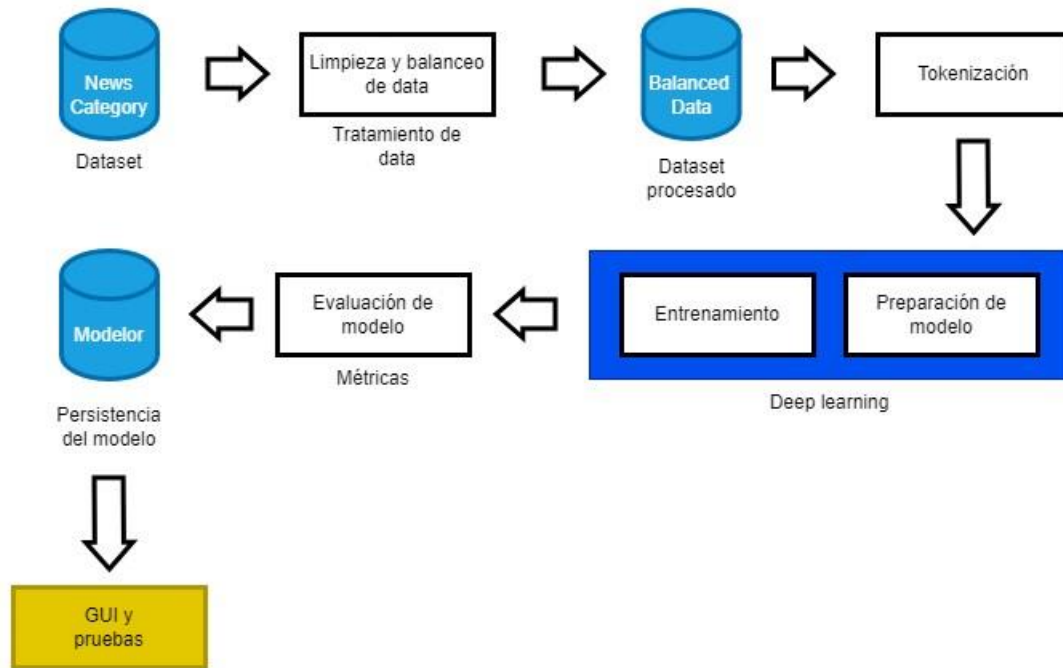 News
Category
Dataset
Limpieza y balanceo
de data
Tratamiento de
data
Balanced
Data
Dataset
procesado
Tokenización
Modelor
Persistencia
del modelo
Evaluación de
modelo
Métricas
Entrenamiento
Preparación de
modelo
Deep learning
GUI y
pruebas